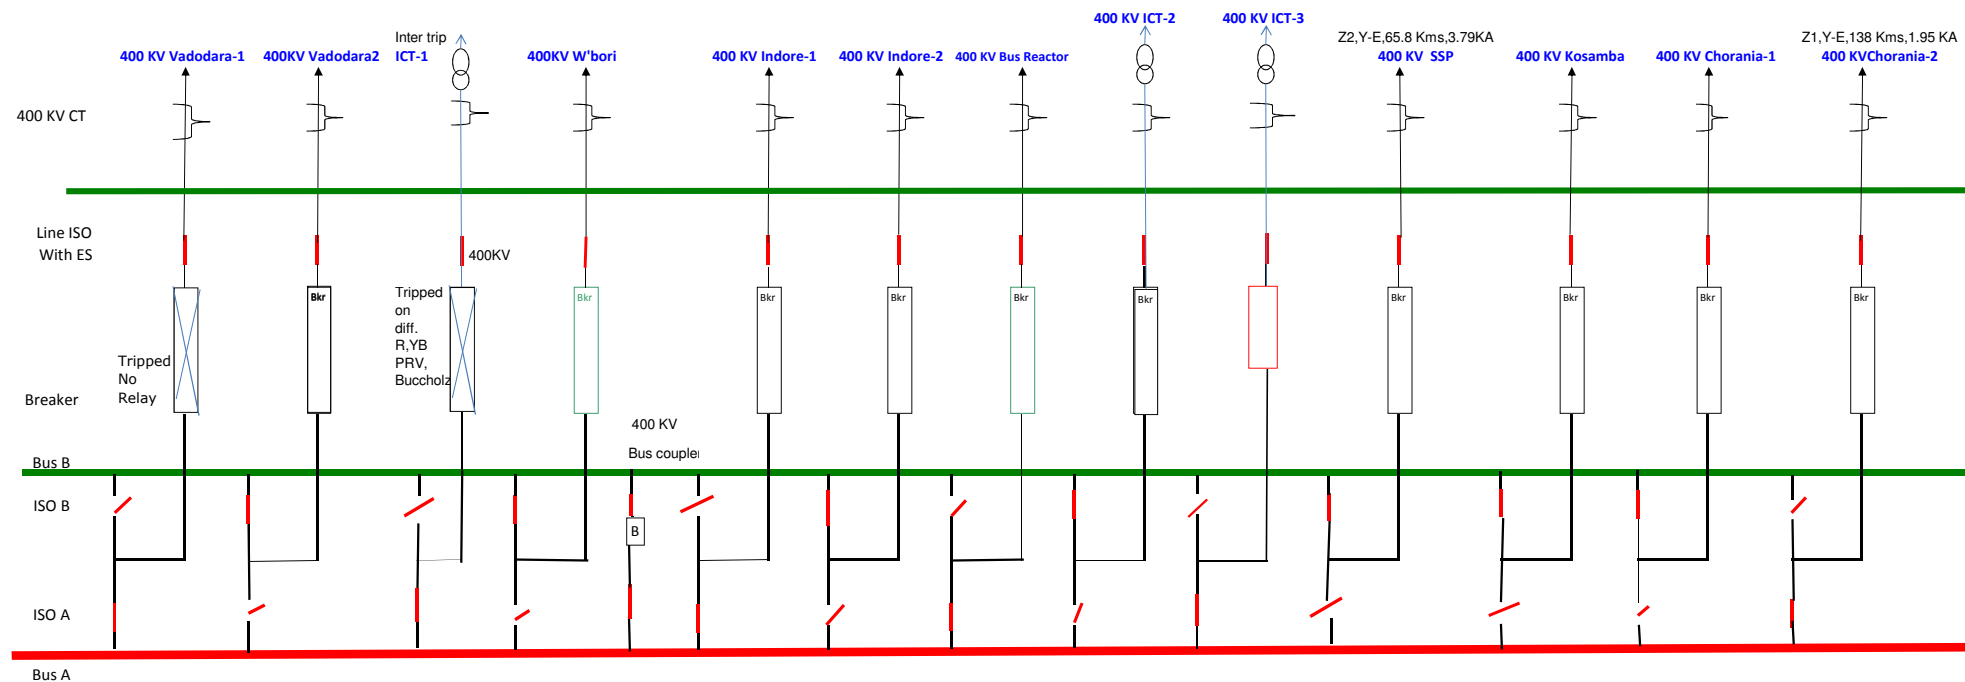 400 KV ICT-2
400 KV ICT-3
Inter trip
Z2,Y-E,65.8 Kms,3.79KA
Z1,Y-E,138 Kms,1.95 KA
400 KV Vadodara-1
400KV Vadodara2
ICT-1
400KV W'bori
400 KV Indore-1
400 KV Indore-2
400 KV Bus Reactor
400 KV  SSP
400 KV Kosamba
400 KV Chorania-1
400 KVChorania-2
400 KV CT
Line ISO
With ES
400KV
Tripped
on
diff.
R,YB
PRV,
Buccholz
Bkr
Bkr
Bkr
Bkr
Bkr
Bkr
Bkr
Bkr
Bkr
Bkr
Tripped
No
Relay
Breaker
400 KV
Bus coupler
Bus B
ISO B
B
ISO A
Bus A